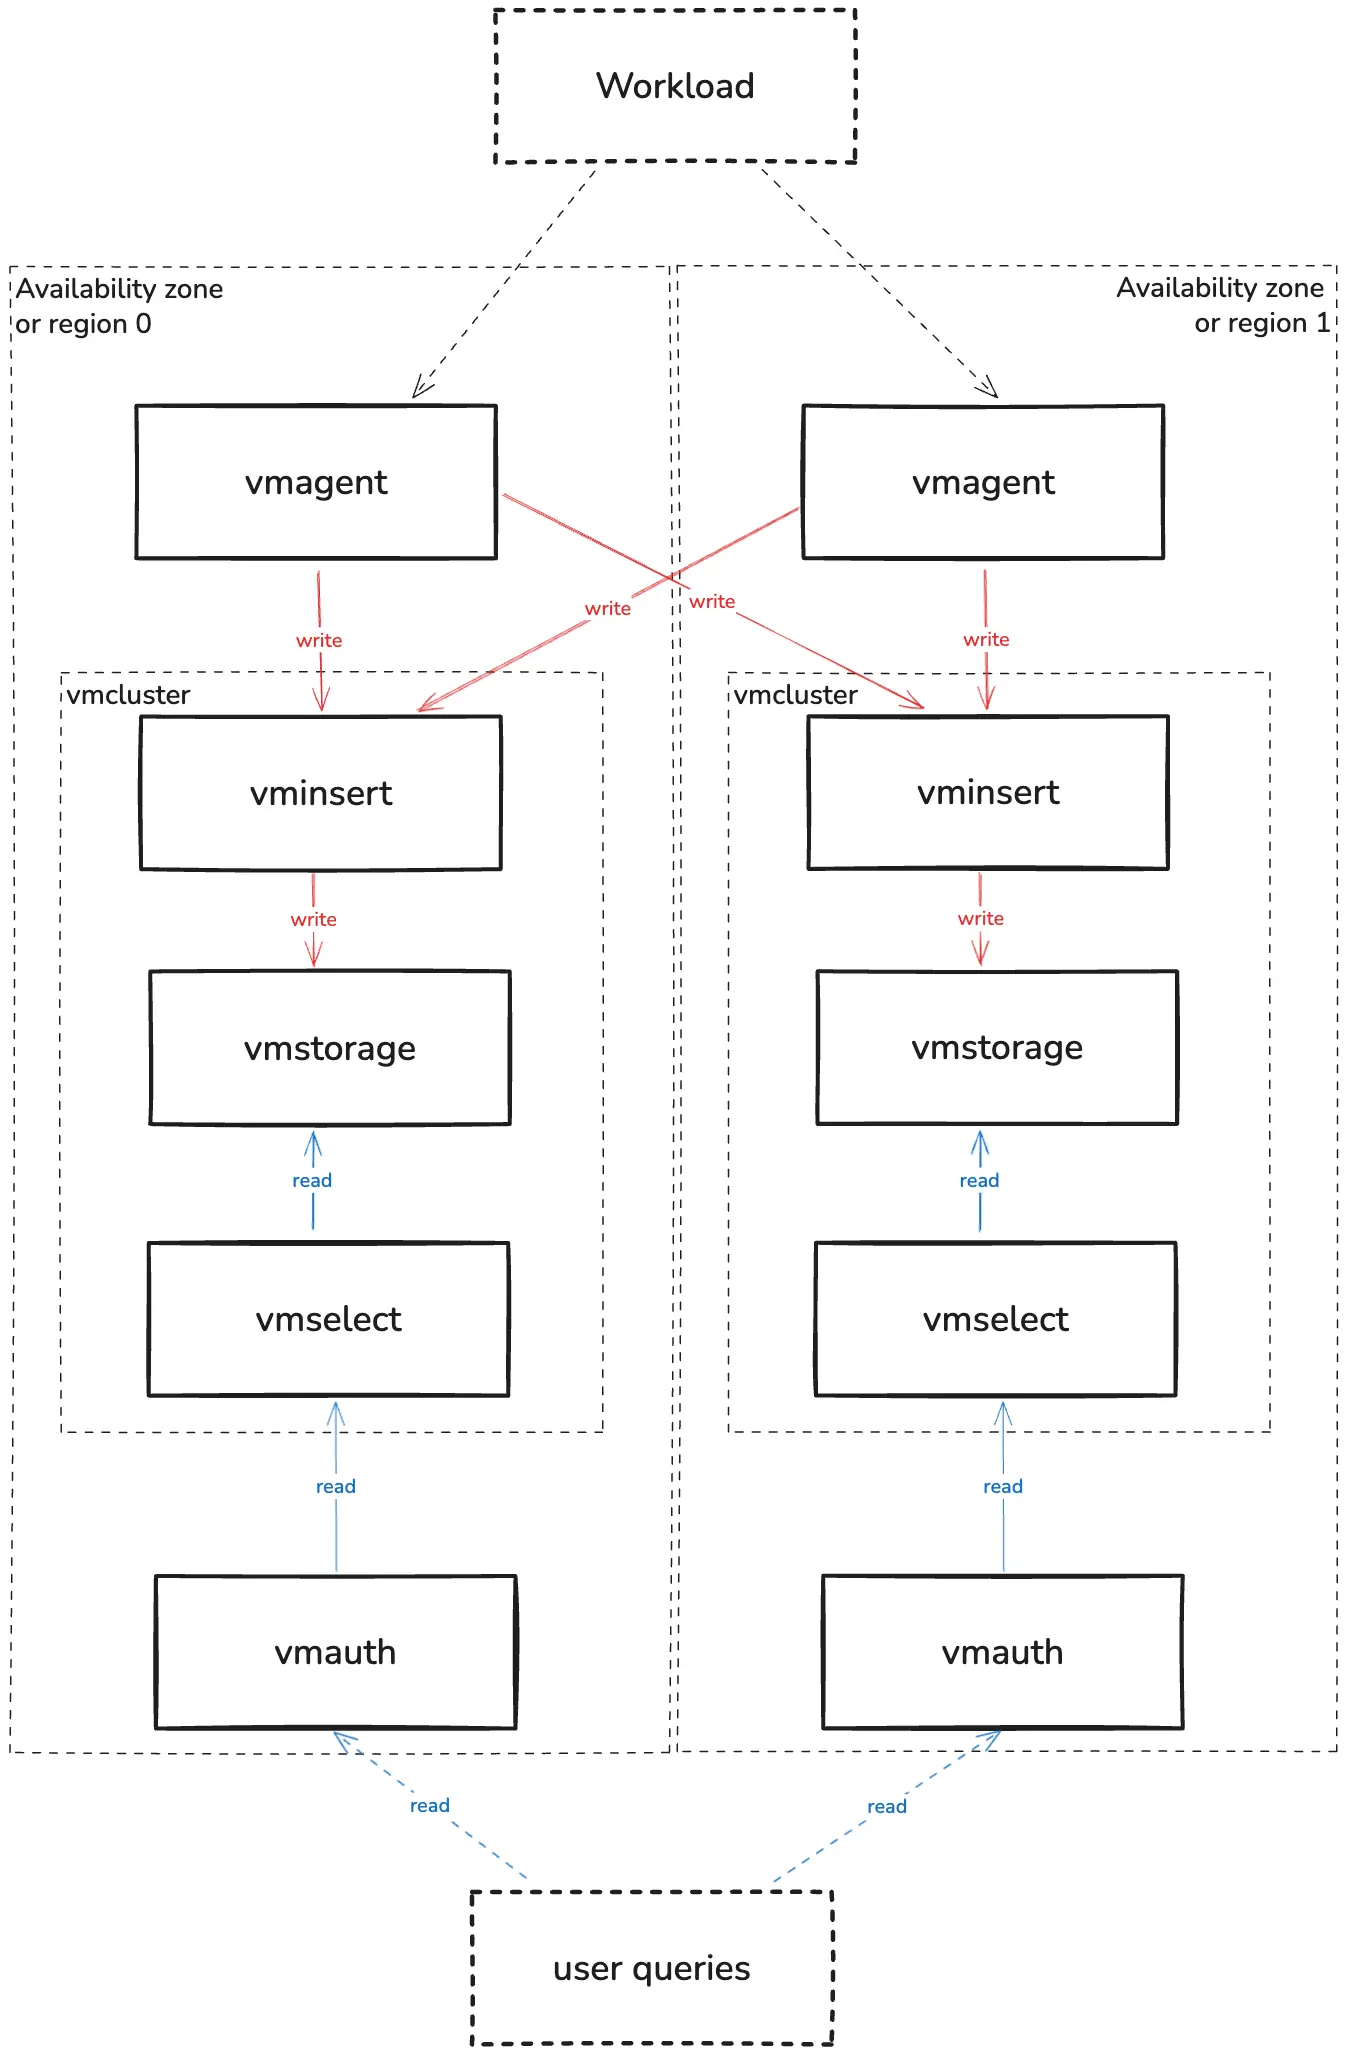 Workload
Availability zone
or region 0
Availability zone
or region 1
vmagent
vmagent
write
write
write
write
vmcluster
vmcluster
vminsert
vminsert
write
write
vmstorage
vmstorage
read
read
vmselect
vmselect
read
read
vmauth
vmauth
read
read
user queries